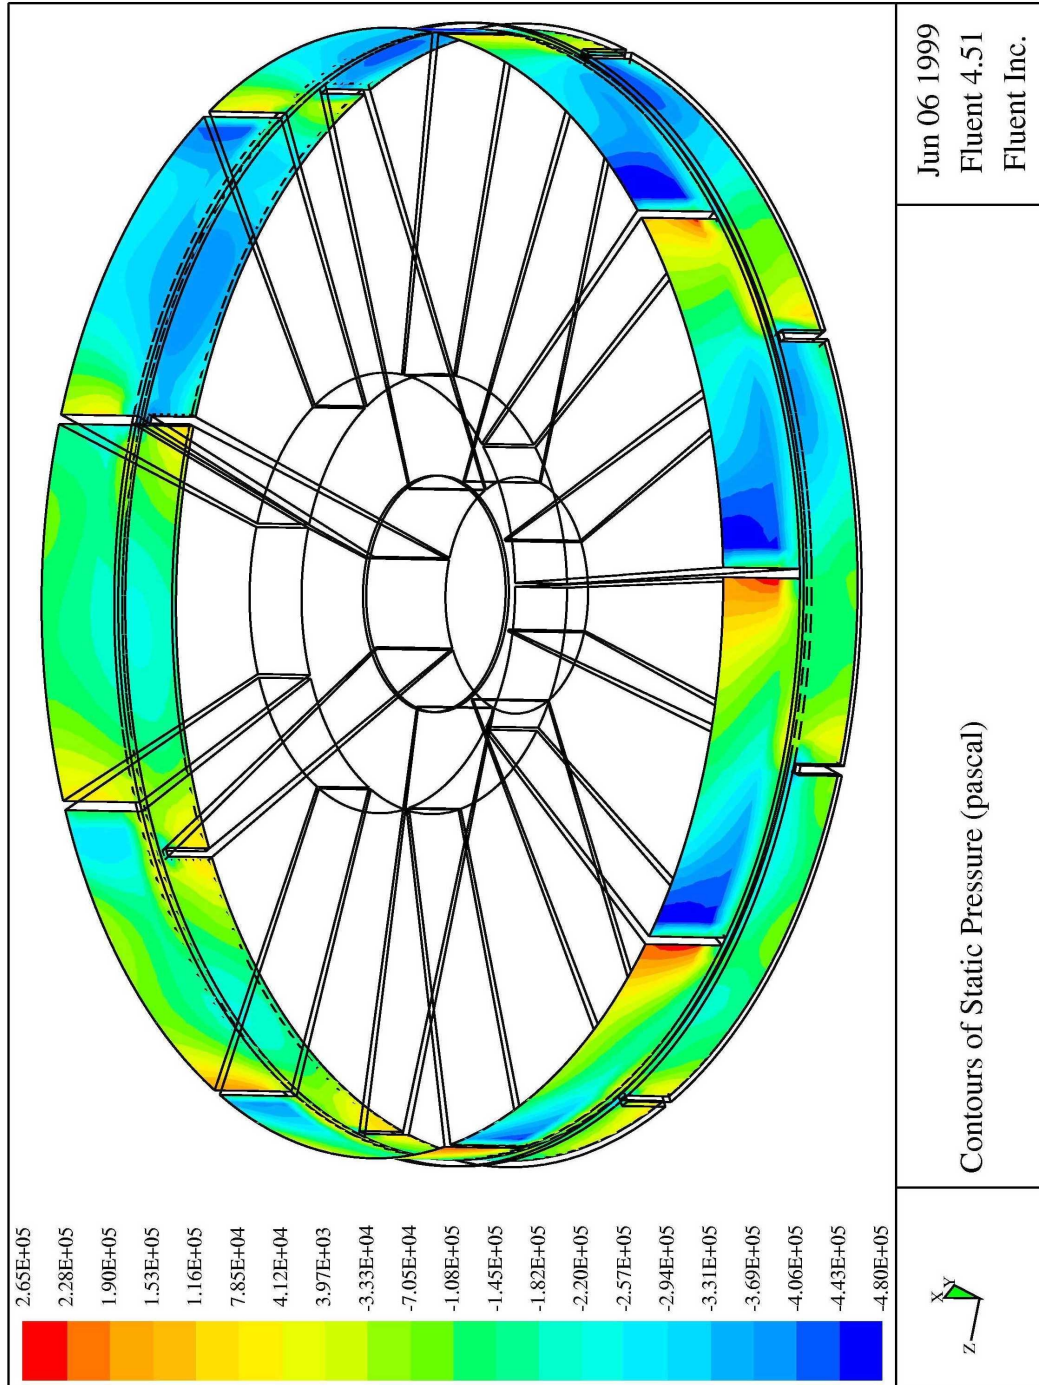 2.65E+05
2.28E+05
1.90E+05
1.53E+05
1.16E+05
7.85E+04
4.12E+04
3.97E+03
-3.33E+04
-7.05E+04
-1.08E+05
-1.45E+05
-1.82E+05
-2.20E+05
-2.57E+05
-2.94E+05
-3.31E+05
-3.69E+05
-4.06E+05
-4.43E+05
-4.80E+05
X
Y
Z
Contours of Static Pressure (pascal)
Jun 06 1999
Fluent 4.51
Fluent Inc.